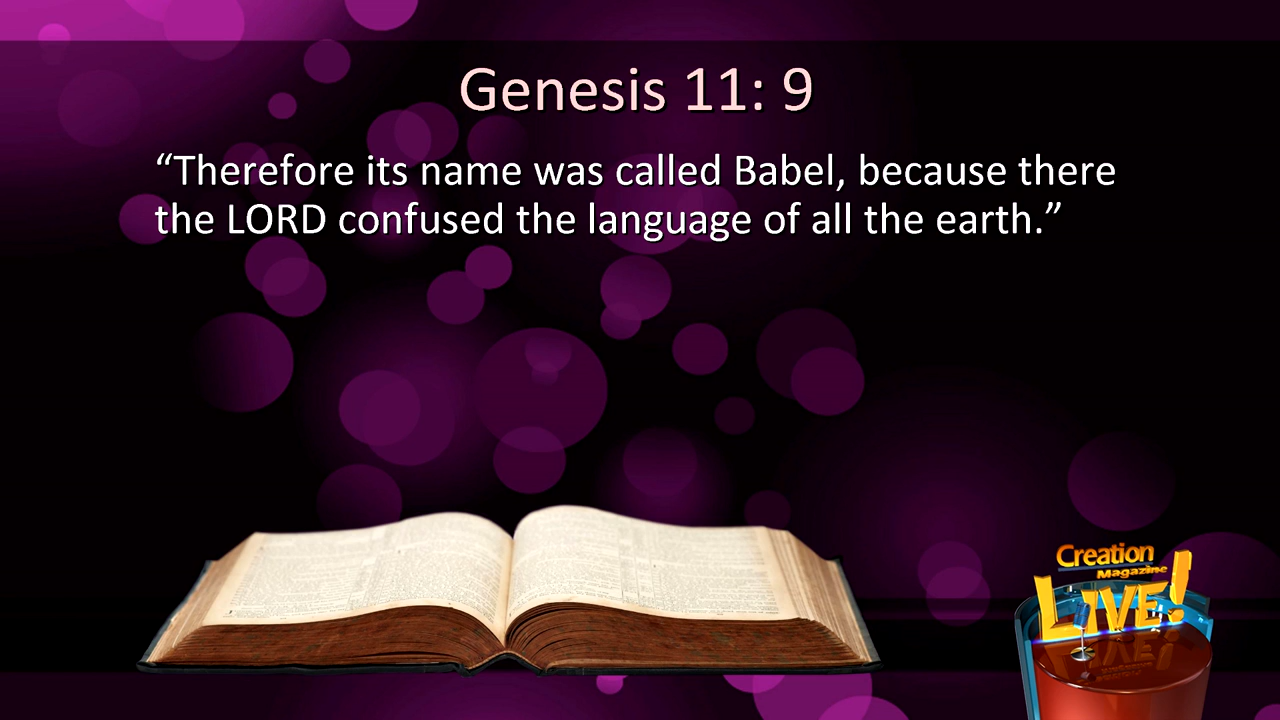 Genesis 11: 9
“Therefore its name was called Babel, because there
the LORD confused the language of all the earth.”
Creation
Magazine
LIVE!